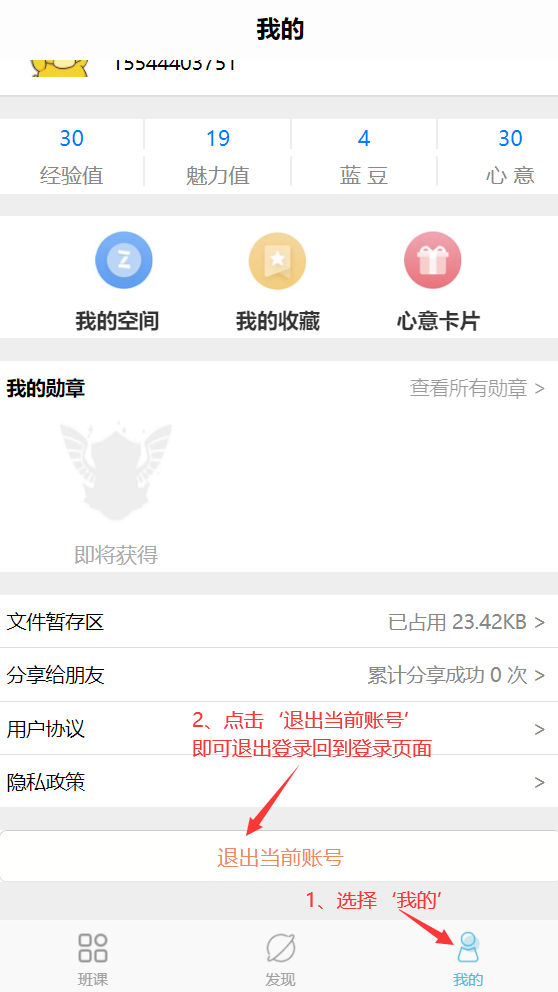 我的
15544403751
30
19
4
30
经验值
魅力值
蓝 豆
心 意
我的空间
我的收藏
心意卡片
我的勋章
查看所有勋章 >
即将获得
文件暂存区
已占用 23.42KB >
分享给朋友
累计分享成功 0 次 >
用户协议
>
2、点击‘退出当前账号’
即可退出登录回到登录页面
隐私政策
>
退出当前账号
1、选择‘我的’
班课
发现
我的